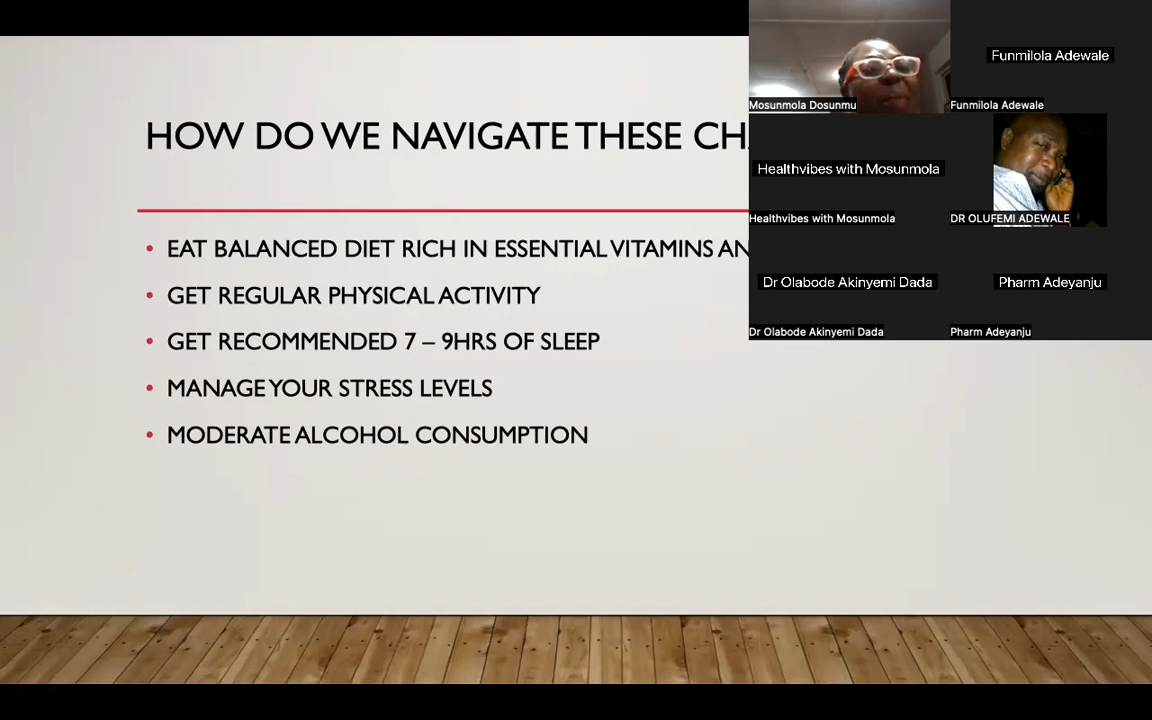 HOW DO WE NAVIGATE THESE
• EAT BALANCED DIET RICH IN ESSENTIAL VITAMINS
• GET REGULAR PHYSICAL ACTIVITY
• GET RECOMMENDED 7 – 9HRS OF SLEEP
• MANAGE YOUR STRESS LEVELS
• MODERATE ALCOHOL CONSUMPTION
Mosunmola Dosunmu
Funmilola Adewale
Funmilola Adewale
Healthvibes with Mosunmola
Healthvibes with Mosunmola
DR OLUFEMI ADEWALE
Dr Olabode Akinyemi Dada
Dr Olabode Akinyemi Dada
Pharm Adeyanju
Pharm Adeyanju